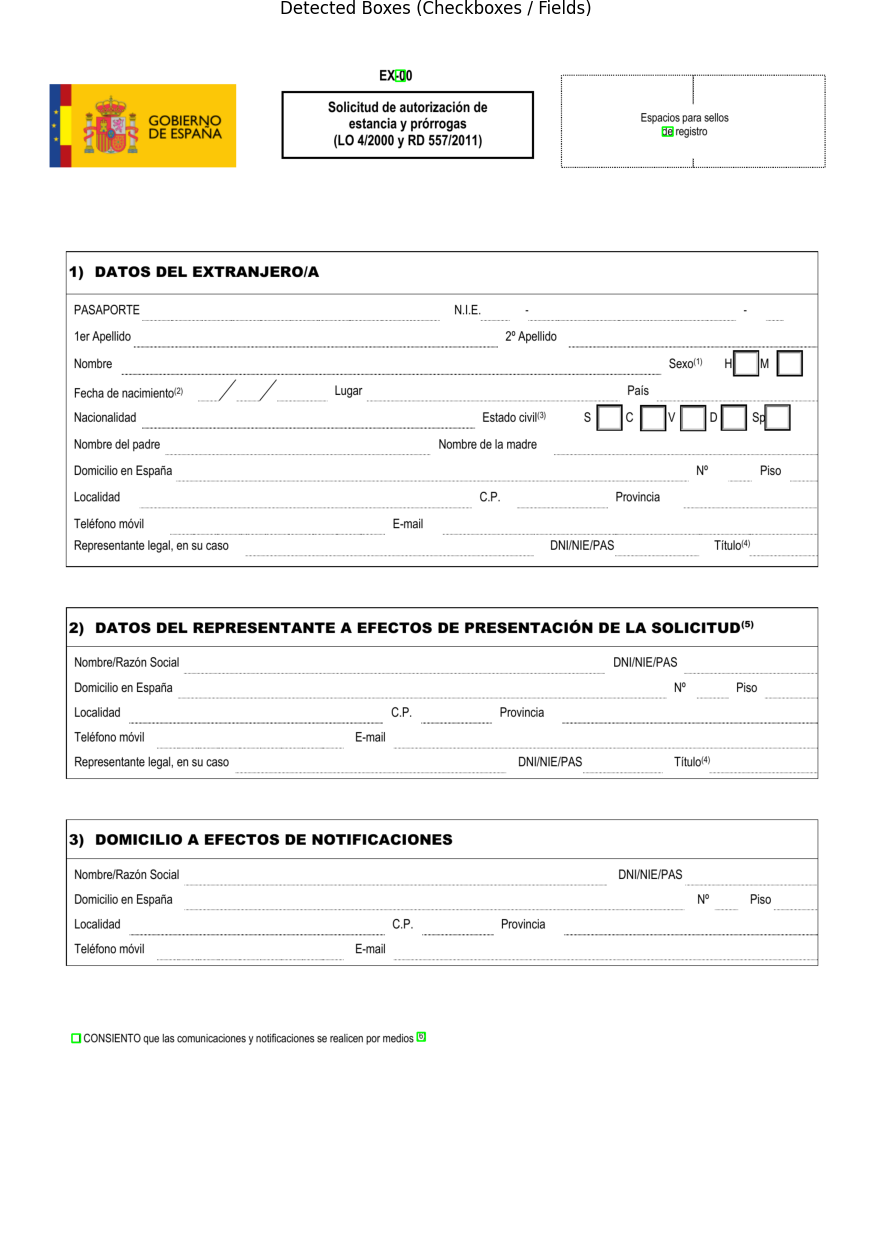 Detected Boxes (Checkboxes / Fields)
EX-00
GOBIERNO
DE ESPAÑA
Solicitud de autorización de
estancia y prórrogas
(LO 4/2000 y RD 557/2011)
Espacios para sellos
de registro
1) DATOS DEL EXTRANJERO/A
PASAPORTE N.I.E. - -
1er Apellido 2º Apellido
Nombre Sexo(1) H M
Fecha de nacimiento(2) / / Lugar País
Nacionalidad Estado civil(3) S C V D Sp
Nombre del padre Nombre de la madre
Domicilio en España Nº Piso
Localidad C.P. Provincia
Teléfono móvil E-mail
Representante legal, en su caso DNI/NIE/PAS Título(4)
2) DATOS DEL REPRESENTANTE A EFECTOS DE PRESENTACIÓN DE LA SOLICITUD(5)
Nombre/Razón Social DNI/NIE/PAS
Domicilio en España Nº Piso
Localidad C.P. Provincia
Teléfono móvil E-mail
Representante legal, en su caso DNI/NIE/PAS Título(4)
3) DOMICILIO A EFECTOS DE NOTIFICACIONES
Nombre/Razón Social DNI/NIE/PAS
Domicilio en España Nº Piso
Localidad C.P. Provincia
Teléfono móvil E-mail
CONSIENTO que las comunicaciones y notificaciones se realicen por medios (6)